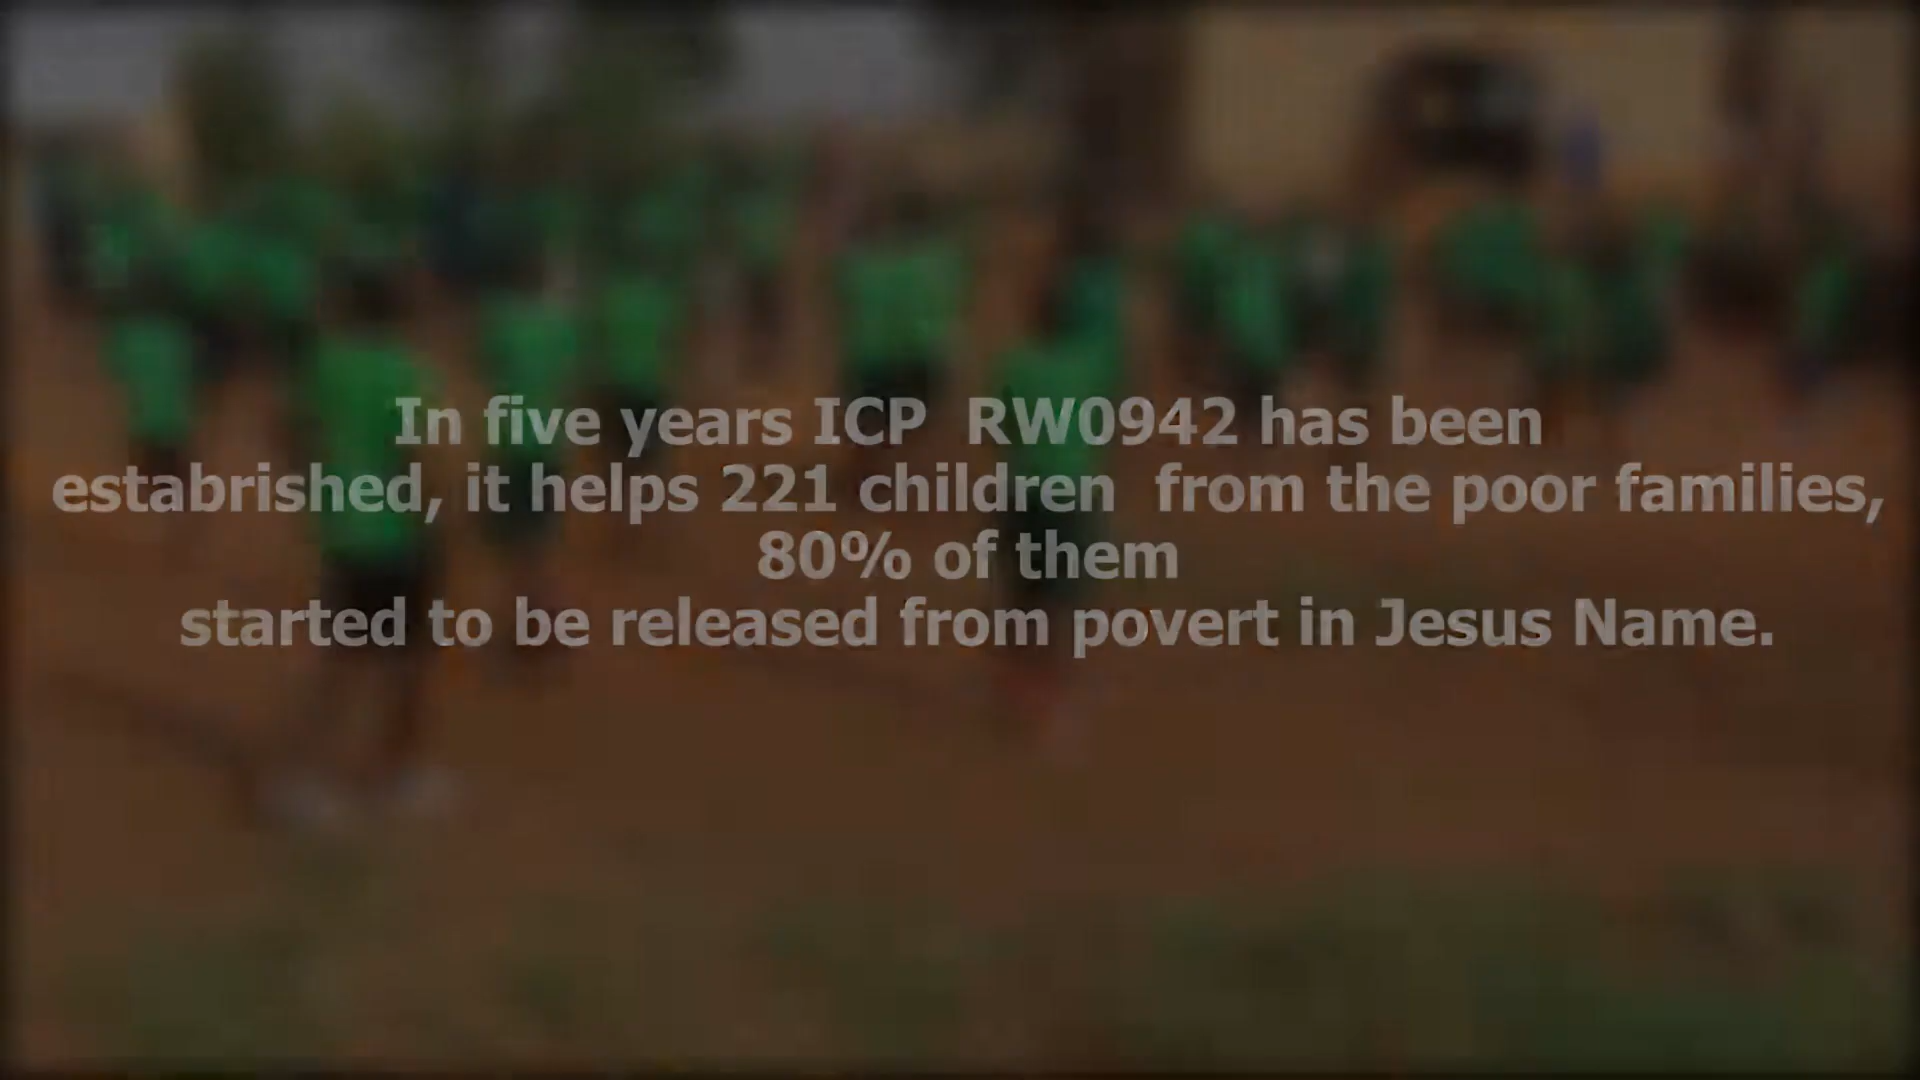 In five years ICP RW0942 has been
estabrished, it helps 221 children from the poor families,
80% of them
started to be released from povert in Jesus Name.